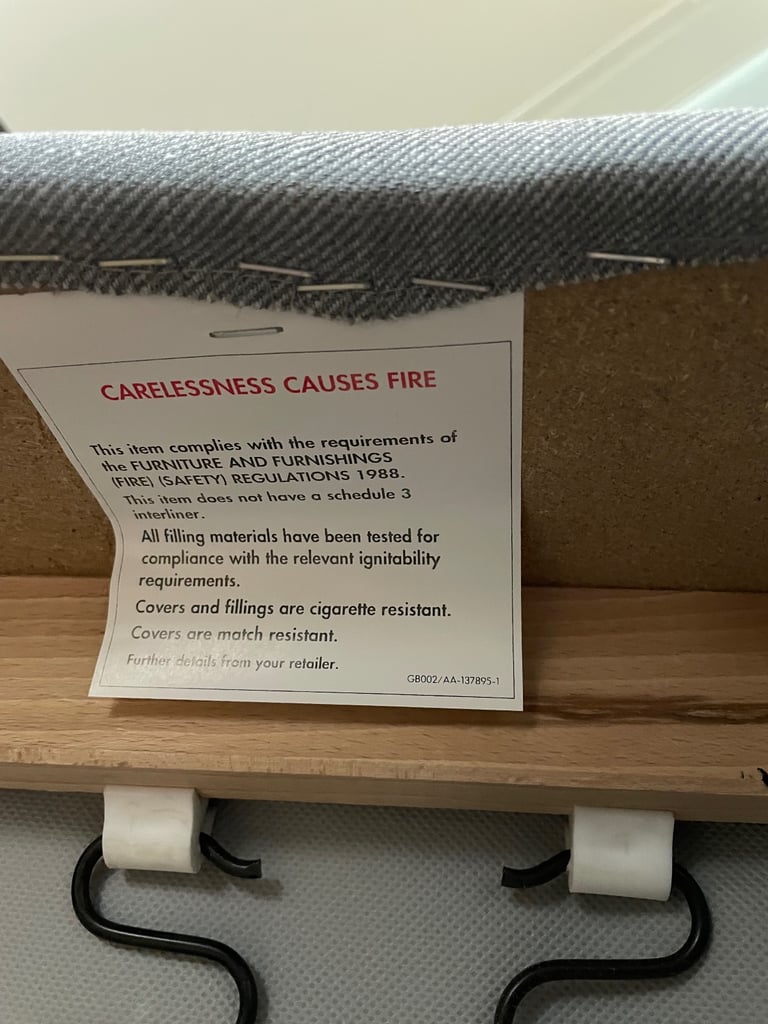 CARELESSNESS CAUSES FIRE
This item complies with the requirements of
the FURNITURE AND FURNISHINGS
(FIRE) (SAFETY) REGULATIONS 1988.
This item does not have a schedule 3
interliner.
All filling materials have been tested for
compliance with the relevant ignitability
requirements.
Covers and fillings are cigarette resistant.
Covers are match resistant.
Further details from your retailer.
GB002/AA-137895-1